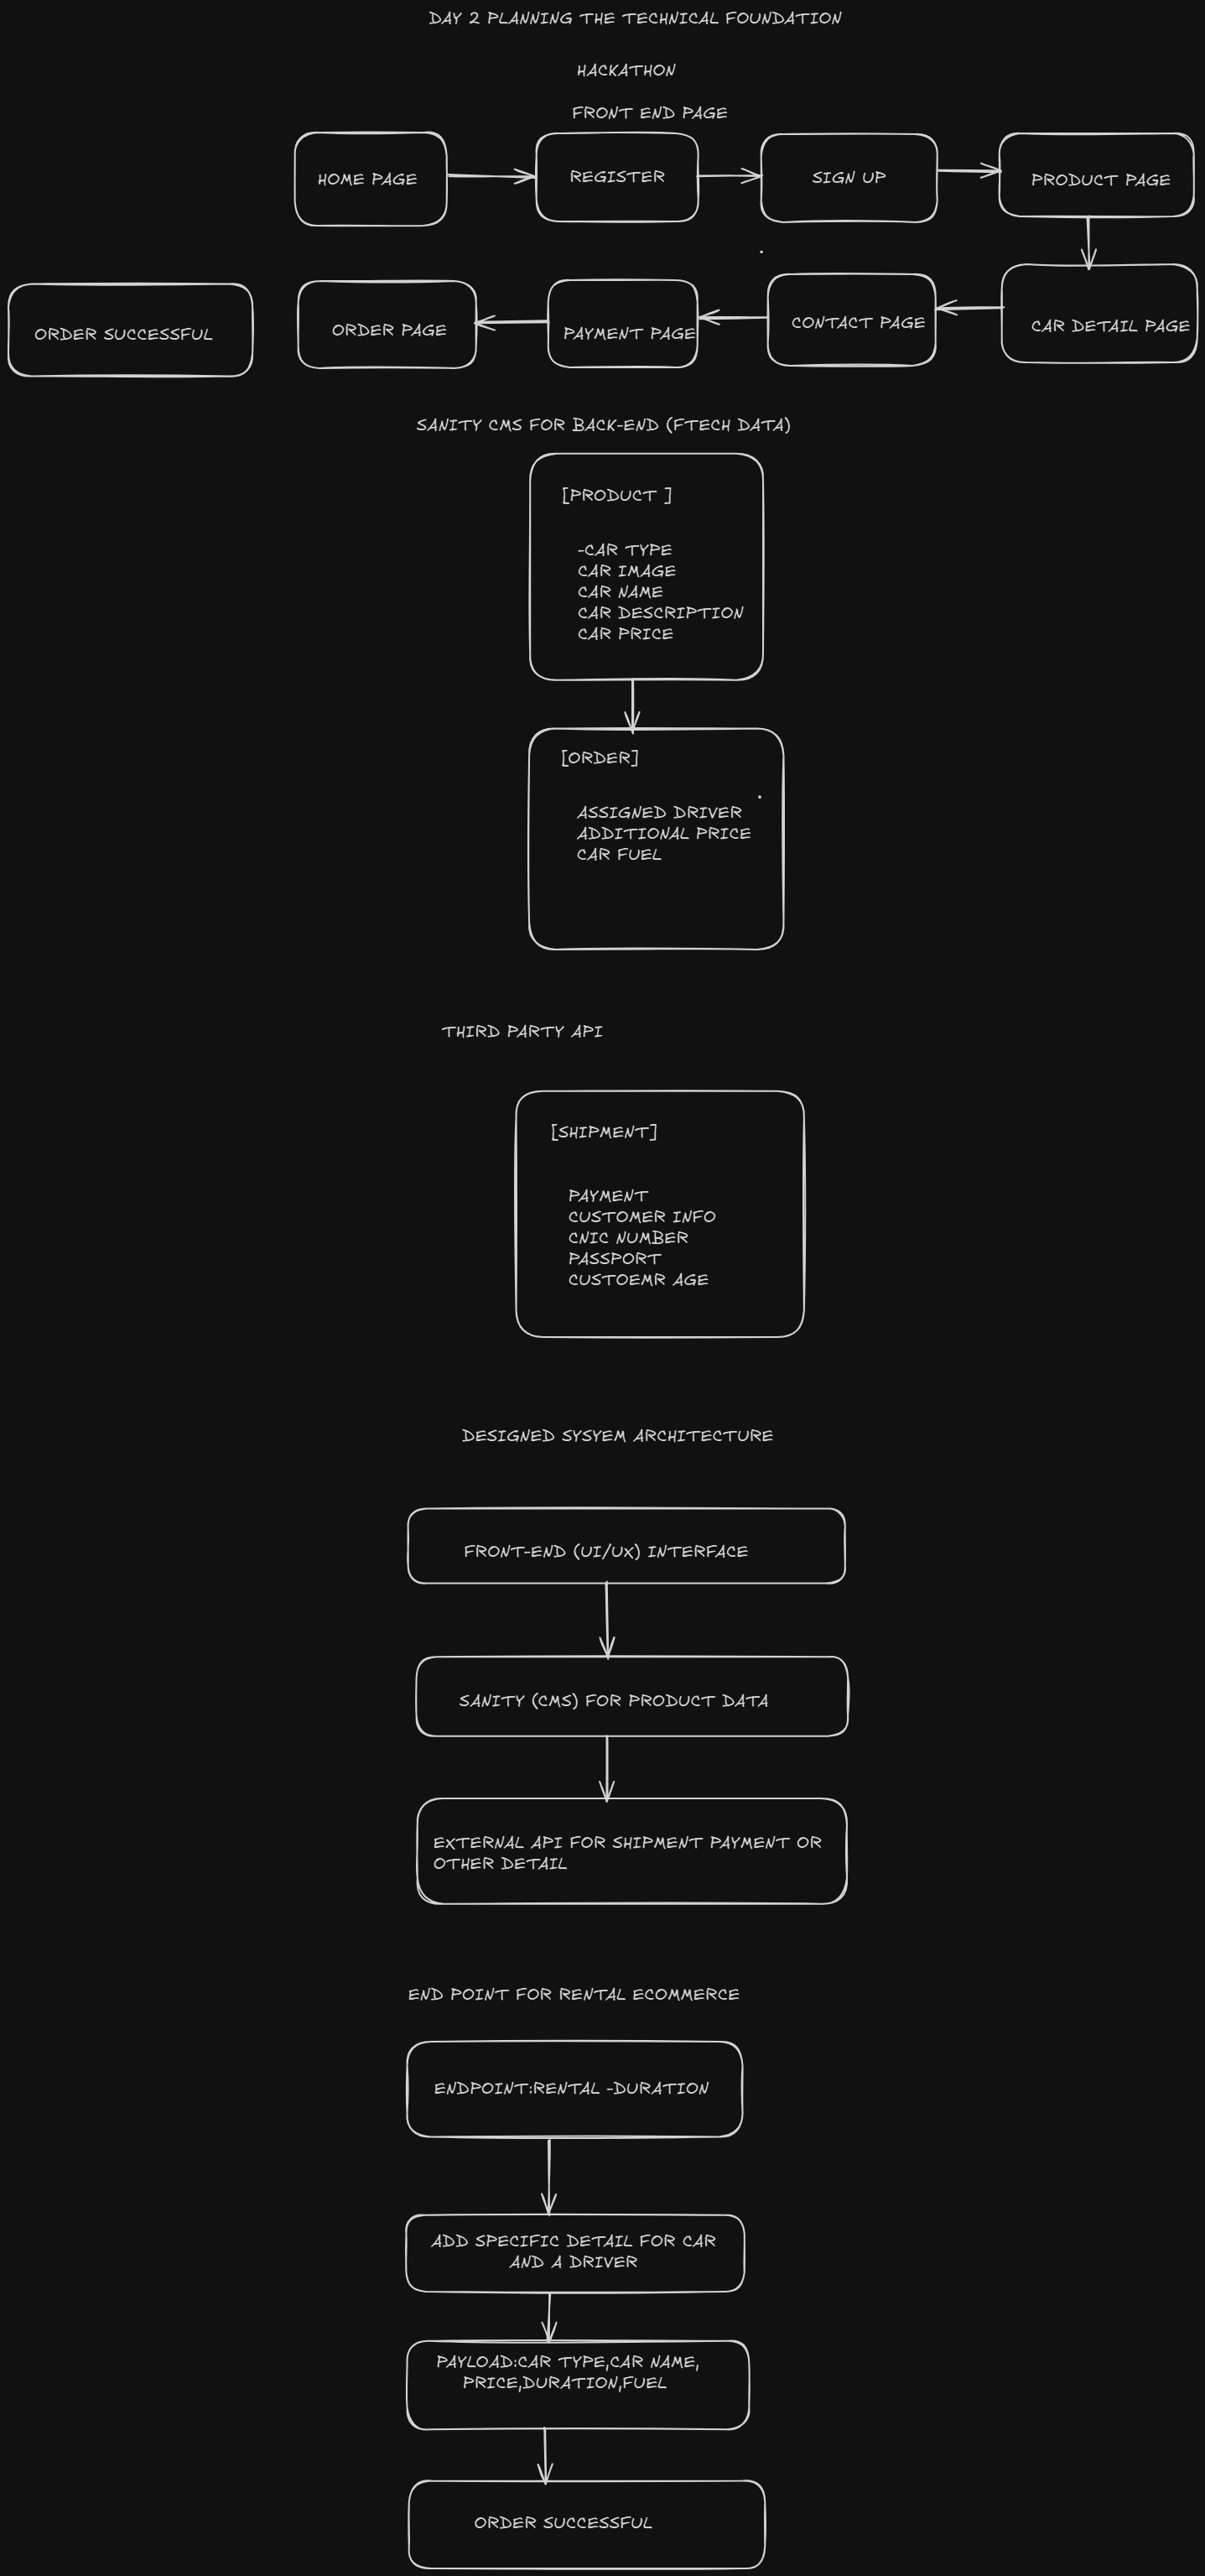 DAY 2 PLANNING THE TECHNICAL FOUNDATION
HACKATHON
FRONT END PAGE
HOME PAGE
REGISTER
SIGN UP
PRODUCT PAGE
ORDER SUCCESSFUL
ORDER PAGE
PAYMENT PAGE
CONTACT PAGE
CAR DETAIL PAGE
SANITY CMS FOR BACK-END (FTECH DATA)
[PRODUCT ]
-CAR TYPE
CAR IMAGE
CAR NAME
CAR DESCRIPTION
CAR PRICE
[ORDER]
ASSIGNED DRIVER
ADDITIONAL PRICE
CAR FUEL
THIRD PARTY API
[SHIPMENT]
PAYMENT
CUSTOMER INFO
CNIC NUMBER
PASSPORT
CUSTOEMR AGE
DESIGNED SYSYEM ARCHITECTURE
FRONT-END (UI/UX) INTERFACE
SANITY (CMS) FOR PRODUCT DATA
EXTERNAL API FOR SHIPMENT PAYMENT OR
OTHER DETAIL
END POINT FOR RENTAL ECOMMERCE
ENDPOINT:RENTAL -DURATION
ADD SPECIFIC DETAIL FOR CAR
AND A DRIVER
PAYLOAD:CAR TYPE,CAR NAME,
PRICE,DURATION,FUEL
ORDER SUCCESSFUL